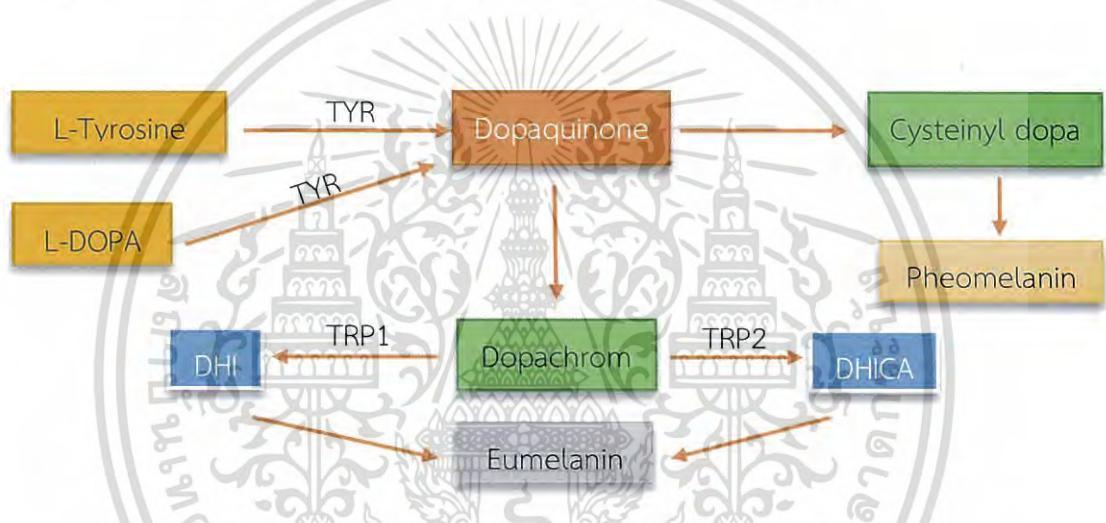 L-Tyrosine
TYR
Dopaquinone
Cysteinyl dopa
TYR
L-DOPA
Pheomelanin
DHI
TRP1
Dopachrom
TRP2
DHICA
Eumelanin